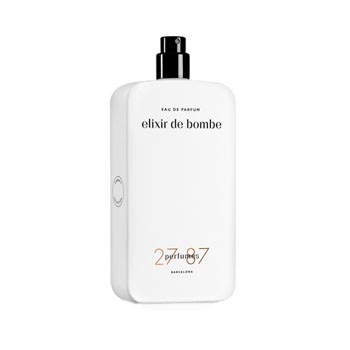 EAU DE PARFUM
elixir de bombe
27 87
perfumes
BARCELONA